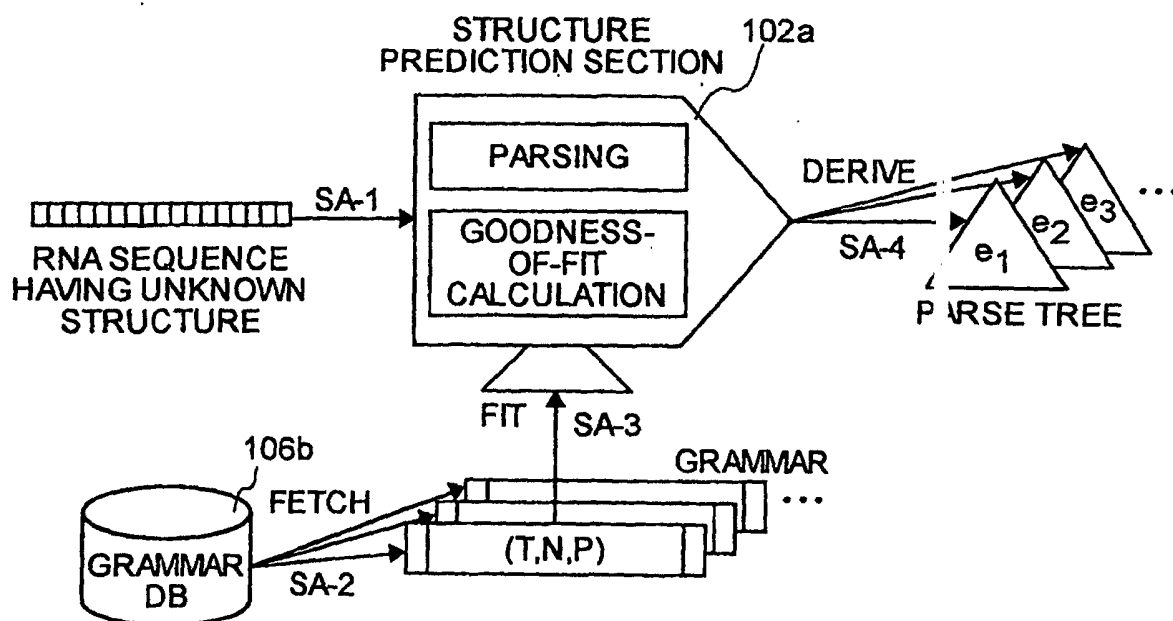 STRUCTURE
PREDICTION SECTION
102a
PARSING
GOODNESS-
OF-FIT
CALCULATION
SA-1
RNA SEQUENCE
HAVING UNKNOWN
STRUCTURE
DERIVE
SA-4
e1
e2
e3
...
PARSE TREE
FIT
SA-3
106b
FETCH
GRAMMAR
...
(T,N,P)
SA-2
GRAMMAR
DB